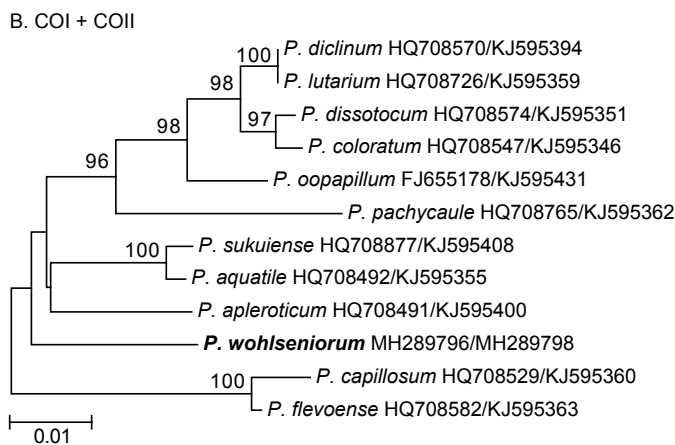 B. COI + COII
100
P. diclinum HQ708570/KJ595394
P. lutarium HQ708726/KJ595359
98
97
P. dissotocum HQ708574/KJ595351
P. coloratum HQ708547/KJ595346
98
P. oopapillum FJ655178/KJ595431
96
P. pachycaule HQ708765/KJ595362
100
P. sukuiense HQ708877/KJ595408
P. aquatile HQ708492/KJ595355
P. apleroticum HQ708491/KJ595400
P. wohlseniorum MH289796/MH289798
100
P. capillosum HQ708529/KJ595360
P. flevoense HQ708582/KJ595363
0.01